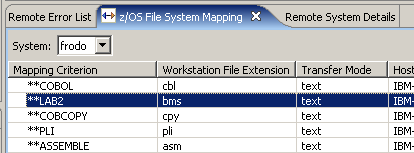 Remote Error List z/OS File System Mapping Remote System Details
System: frodo
Mapping Criterion Workstation File Extension Transfer Mode Host
**COBOL cbl text IBM-
**LAB2 bms text IBM-
**COBCOPY cpy text IBM-
**PLI pli text IBM-
**ASSEMBLE asm text IBM-